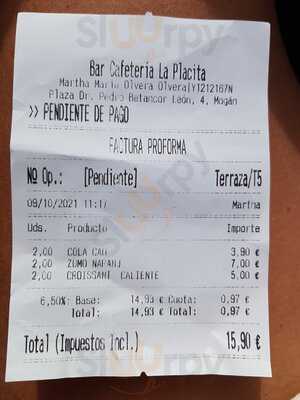 Bar Cafeteria La Placita
Martha Maria Olvera Olvera|Y1212167N
Plaza Dr. Pedro Betancor León, 4, Mogán
>> PENDIENTE DE PAGO
FACTURA PROFORMA
Nº Op.: [Pendiente] Terraza/T5
09/10/2021 11:17 Martha
Uds. Producto Importe
2,00 COLA CAO 3,90 €
2,00 ZUMO NARANJ 7,00 €
2,00 CROISSANT CALIENTE 5,00 €
6,50%: Base: 14,93 € Cuota: 0,97 €
Total: 14,93 € Total: 0,97 €
Total (Impuestos Incl.) 15,90 €